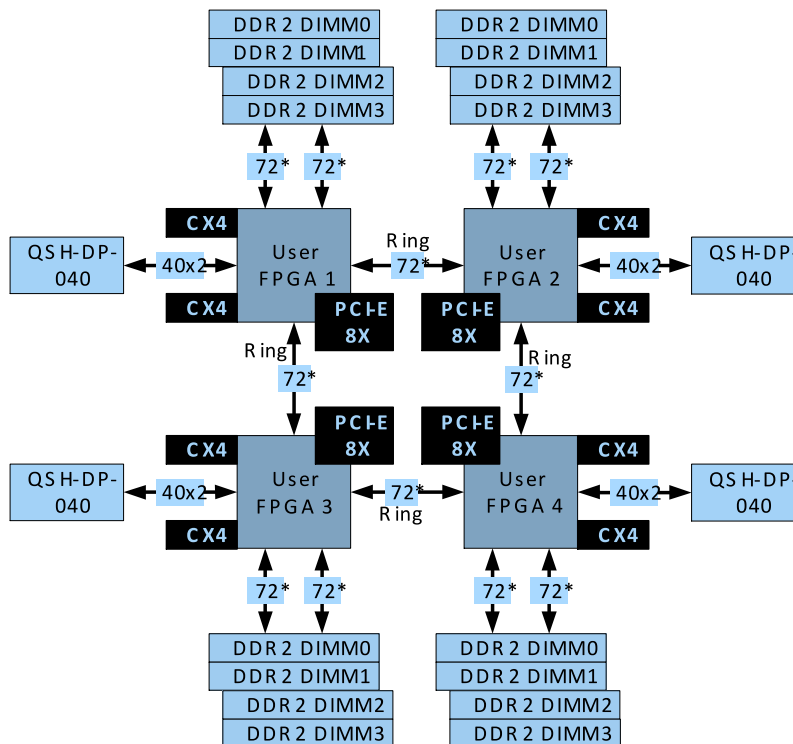 DDR2 DIMM0
DDR2 DIMM1
DDR2 DIMM2
DDR2 DIMM3
DDR2 DIMM0
DDR2 DIMM1
DDR2 DIMM2
DDR2 DIMM3
72*
72*
72*
72*
CX4
CX4
QSH-DP-
040
40x2
User
FPGA 1
Ring
72*
User
FPGA 2
40x2
QSH-DP-
040
CX4
PCI-E
8X
PCI-E
8X
CX4
Ring
72*
Ring
72*
CX4
PCI-E
8X
PCI-E
8X
CX4
QSH-DP-
040
40x2
User
FPGA 3
72*
Ring
User
FPGA 4
40x2
QSH-DP-
040
CX4
CX4
72*
72*
72*
72*
DDR2 DIMM0
DDR2 DIMM1
DDR2 DIMM2
DDR2 DIMM3
DDR2 DIMM0
DDR2 DIMM1
DDR2 DIMM2
DDR2 DIMM3